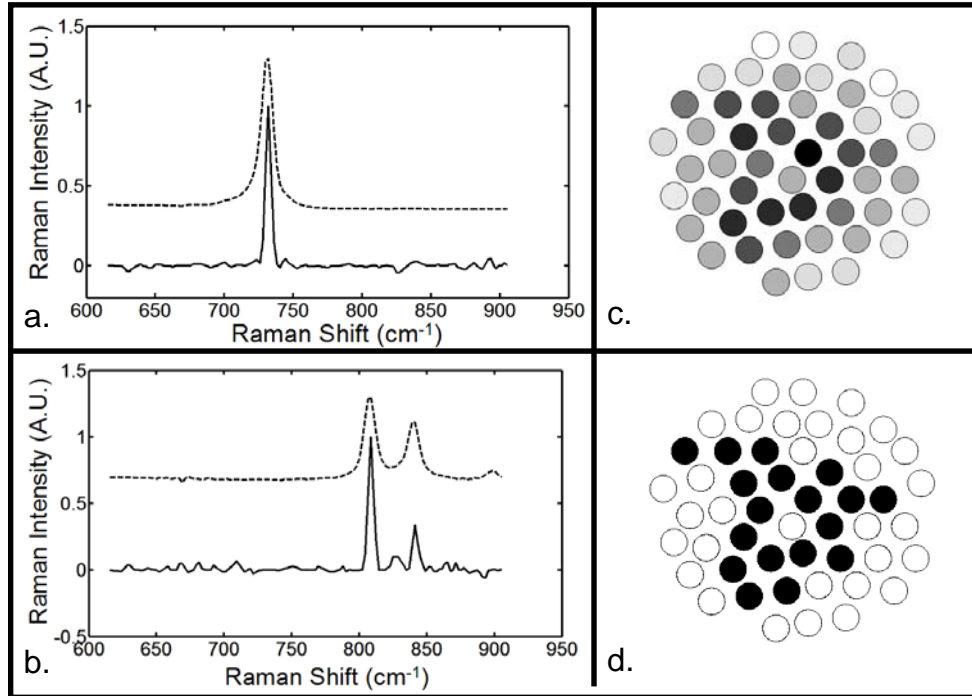 1.5
1
0.5
0
600 650 700 750 800 850 900 950
Raman Shift (cm-1)
Raman Intensity (A.U.)
a.
c.
1.5
1
0.5
0
-0.5
600 650 700 750 800 850 900 950
Raman Shift (cm-1)
Raman Intensity (A.U.)
b.
d.